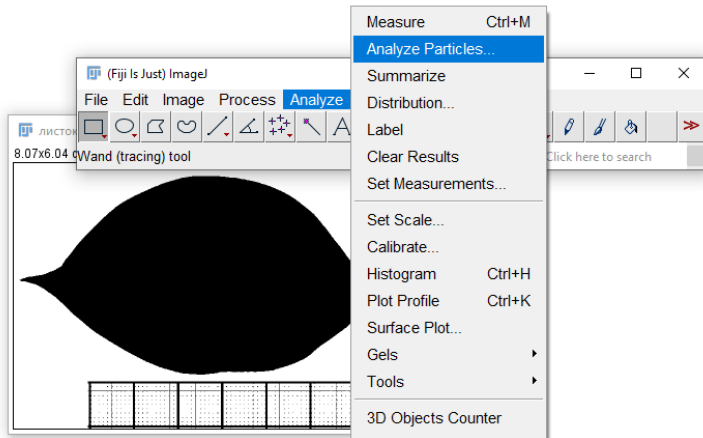 Measure Ctrl+M
Analyze Particles...
(Fiji Is Just) ImageJ
Summarize
File Edit Image Process Analyze
Distribution...
Label
листок
8.07x6.04
Wand (tracing) tool
Clear Results
Click here to search
Set Measurements...
Set Scale...
Calibrate...
Histogram Ctrl+H
Plot Profile Ctrl+K
Surface Plot...
Gels
Tools
3D Objects Counter